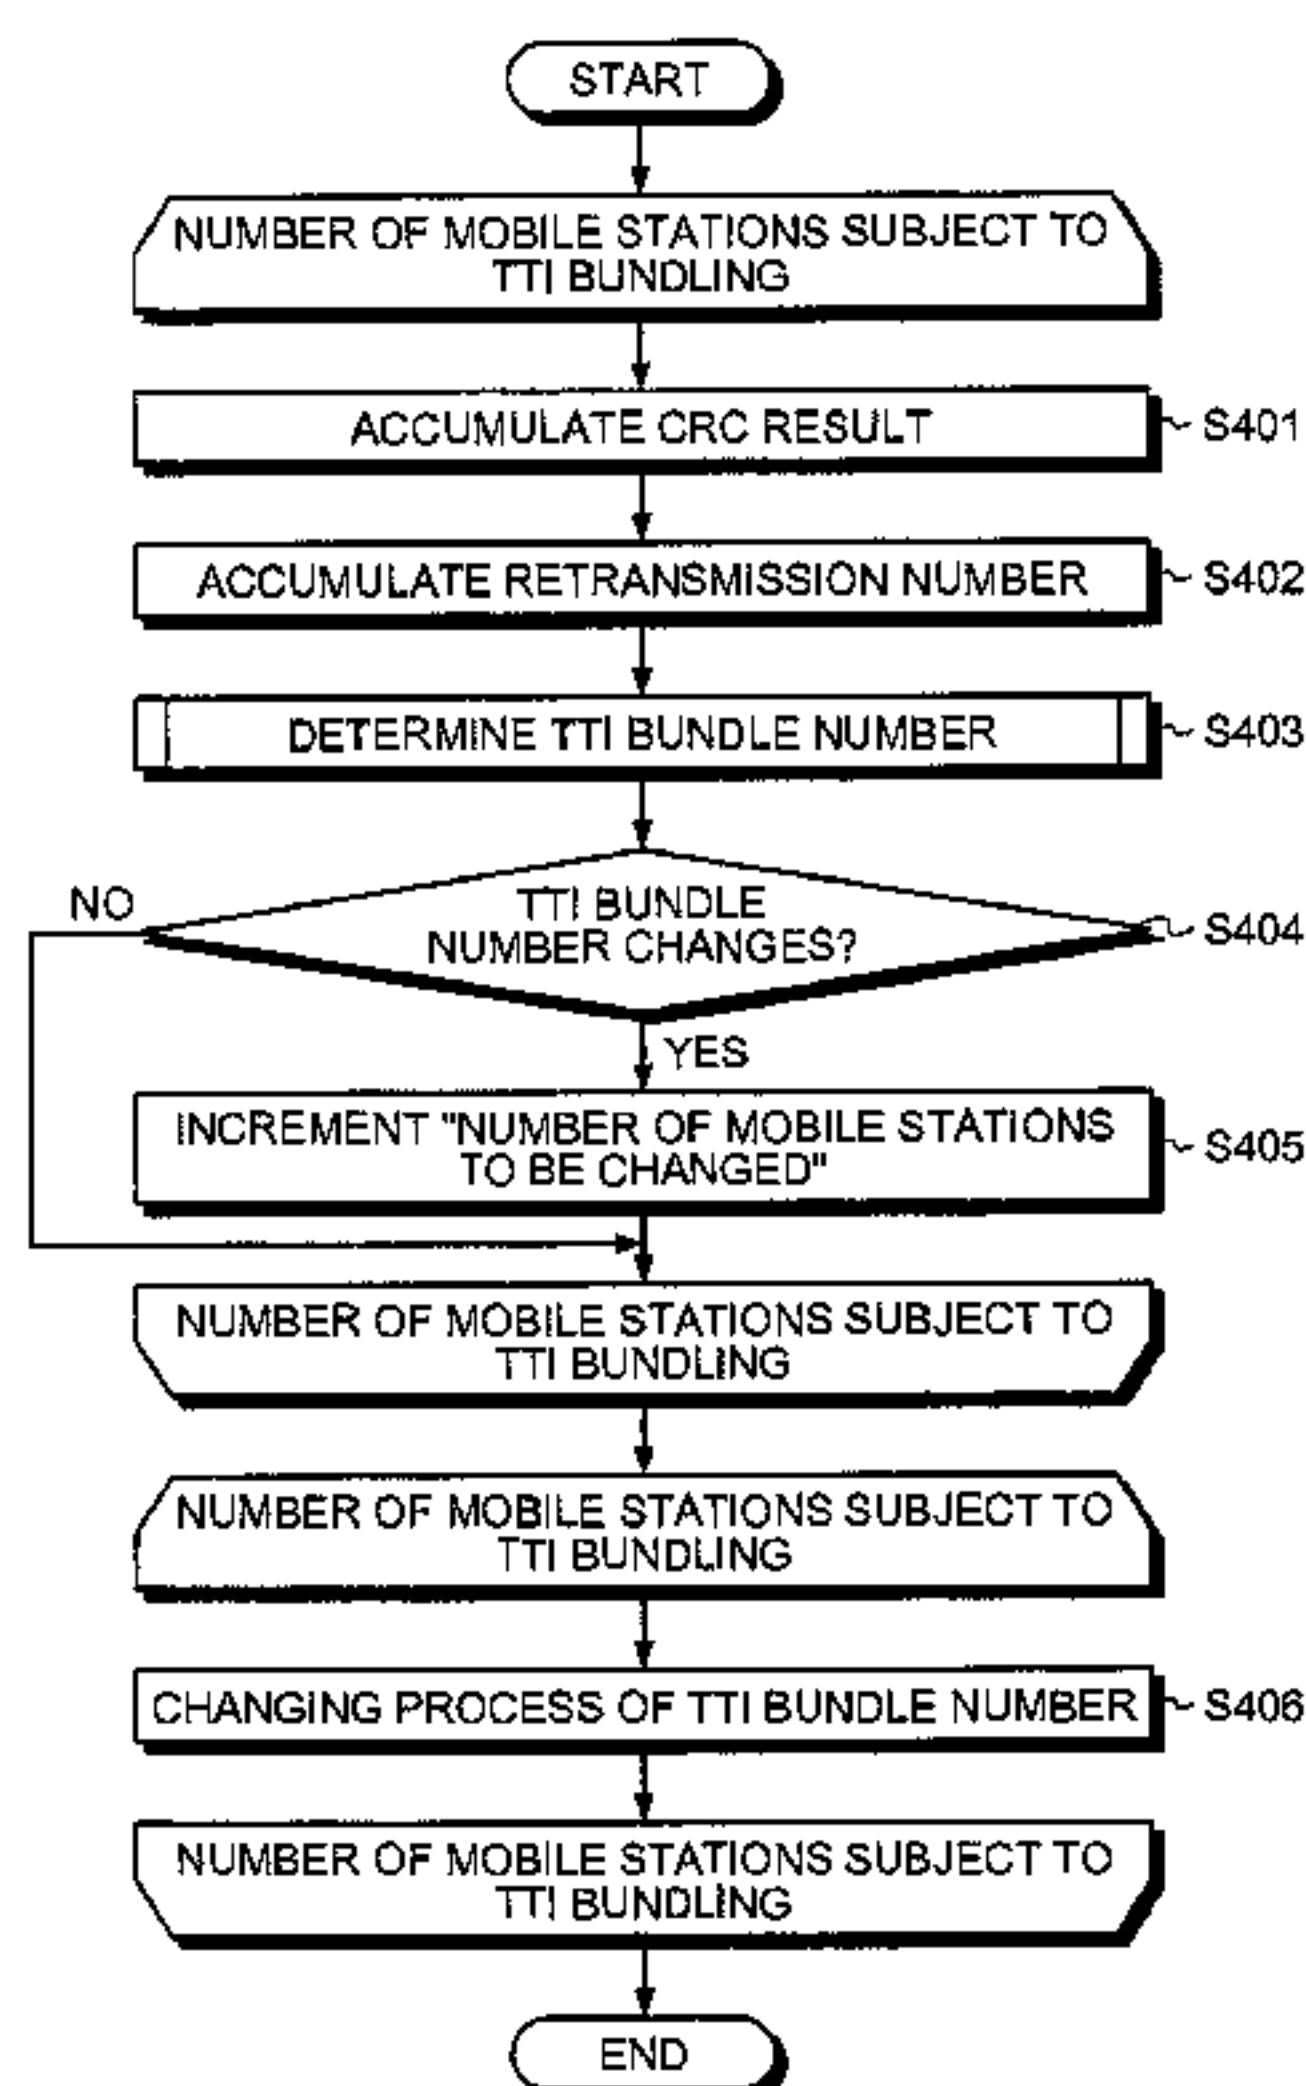 START
NUMBER OF MOBILE STATIONS SUBJECT TO
TTI BUNDLING
ACCUMULATE CRC RESULT
S401
ACCUMULATE RETRANSMISSION NUMBER
S402
DETERMINE TTI BUNDLE NUMBER
S403
NO
TTI BUNDLE
NUMBER CHANGES?
S404
YES
INCREMENT "NUMBER OF MOBILE STATIONS
TO BE CHANGED"
S405
NUMBER OF MOBILE STATIONS SUBJECT TO
TTI BUNDLING
NUMBER OF MOBILE STATIONS SUBJECT TO
TTI BUNDLING
CHANGING PROCESS OF TTI BUNDLE NUMBER
S406
NUMBER OF MOBILE STATIONS SUBJECT TO
TTI BUNDLING
END